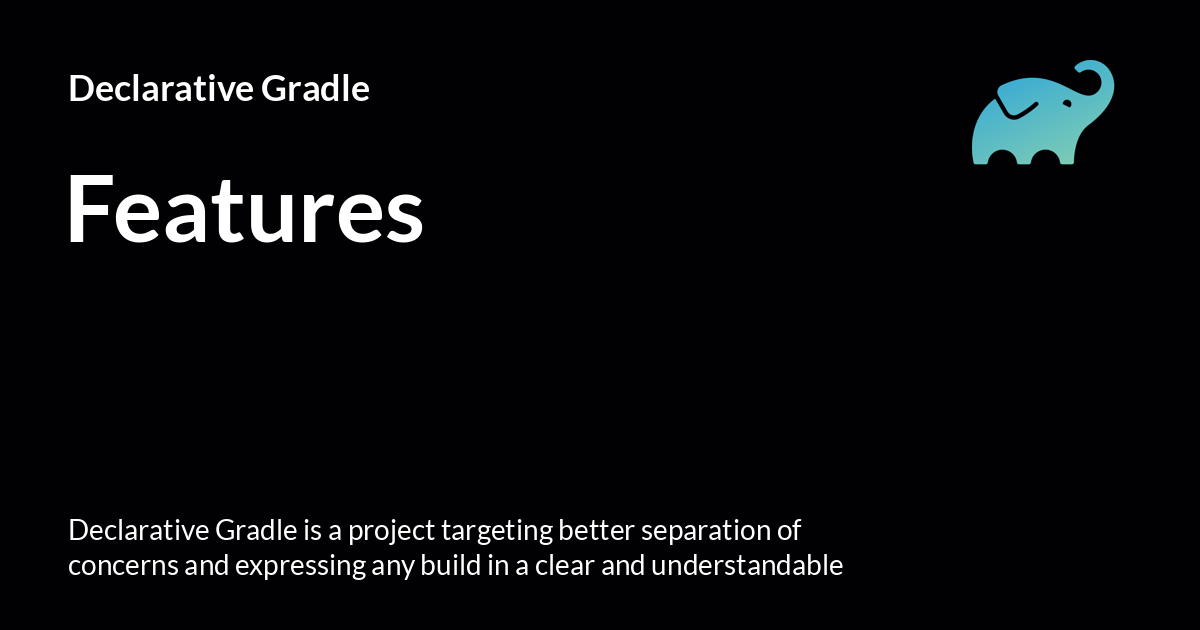 Declarative Gradle
Features
Declarative Gradle is a project targeting better separation of
concerns and expressing any build in a clear and understandable